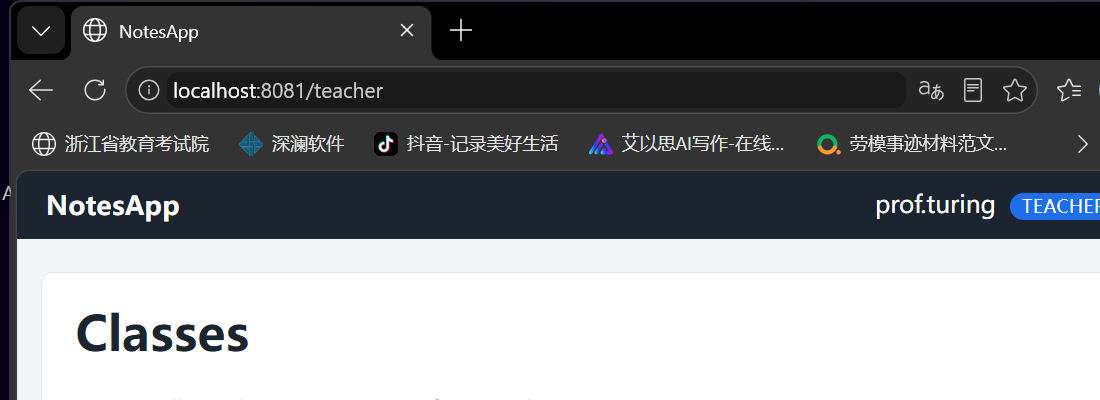 NotesApp
localhost:8081/teacher
浙江省教育考试院 深澜软件 抖音-记录美好生活 艾以思AI写作-在线... 劳模事迹材料范文...
NotesApp prof.turing TEACHER
Classes